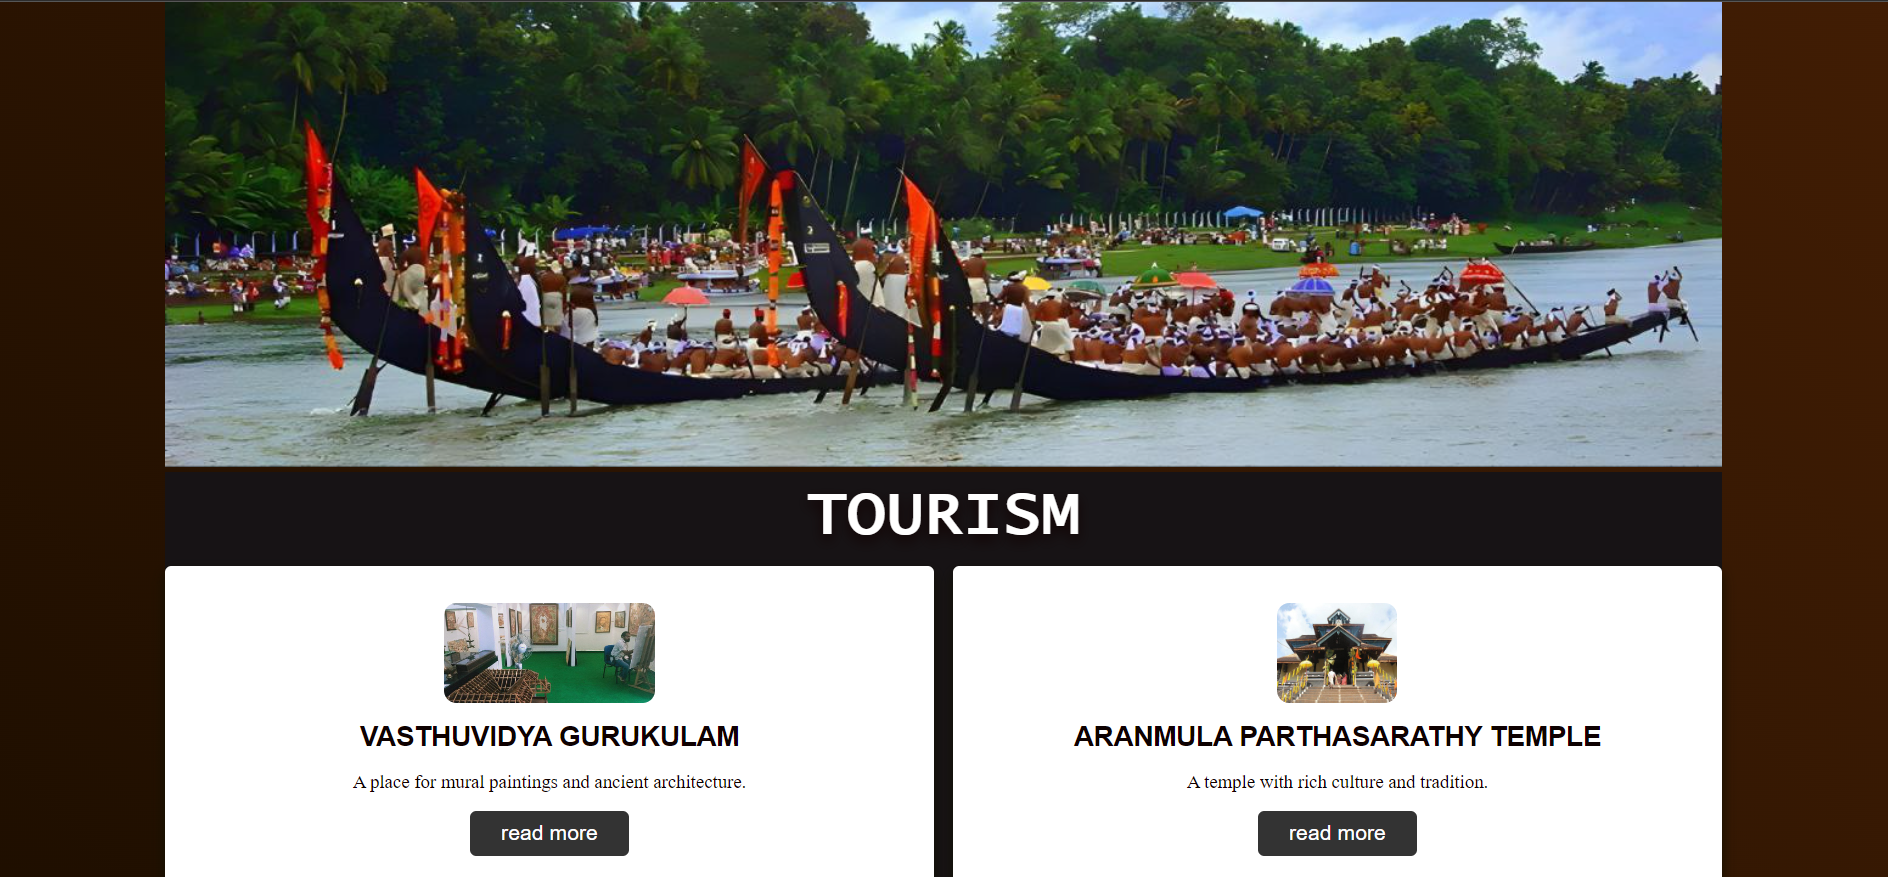 TOURISM
VASTHUVIDYA GURUKULAM
A place for mural paintings and ancient architecture.
read more
ARANMULA PARTHASARATHY TEMPLE
A temple with rich culture and tradition.
read more